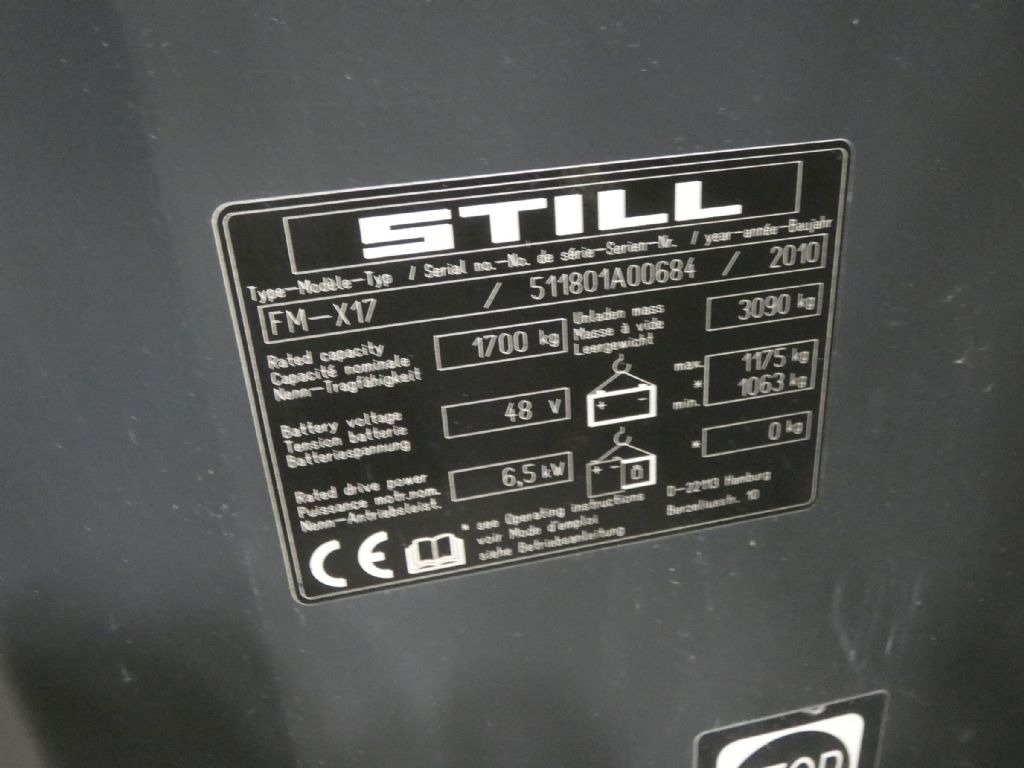 STILL
Type-Modèle-Typ / Serial no.-No. de série-Serien-Nr. / year-année-Baujahr
FM-X17 / 511801A00684 / 2010
Rated capacity
Capacité nominale
Nenn-Tragfähigkeit
1700 kg
Unladen mass
Masse à vide
Leergewicht
3090 kg
Battery voltage
Tension batterie
Batteriespannung
48 V
+ -
max. 1175 kg
* 1063 kg
min.
Rated drive power
Puissance motr.nom.
Nenn-Antriebsleist.
6,5 kW
+ -
* 0 kg
CE
* see Operating instructions
voir Mode d'emploi
siehe Betriebsanleitung
D-22113 Hamburg
Berzeliusstr. 10
STOP